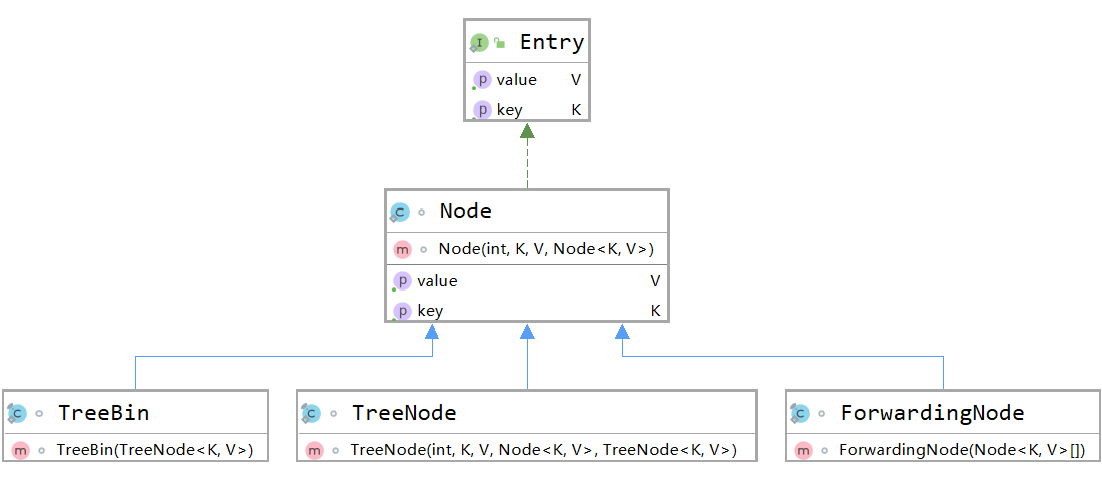 Entry
value V
key K
Node
Node(int, K, V, Node<K, V>)
value V
key K
TreeBin
TreeBin(TreeNode<K, V>)
TreeNode
TreeNode(int, K, V, Node<K, V>, TreeNode<K, V>)
ForwardingNode
ForwardingNode(Node<K, V>[])